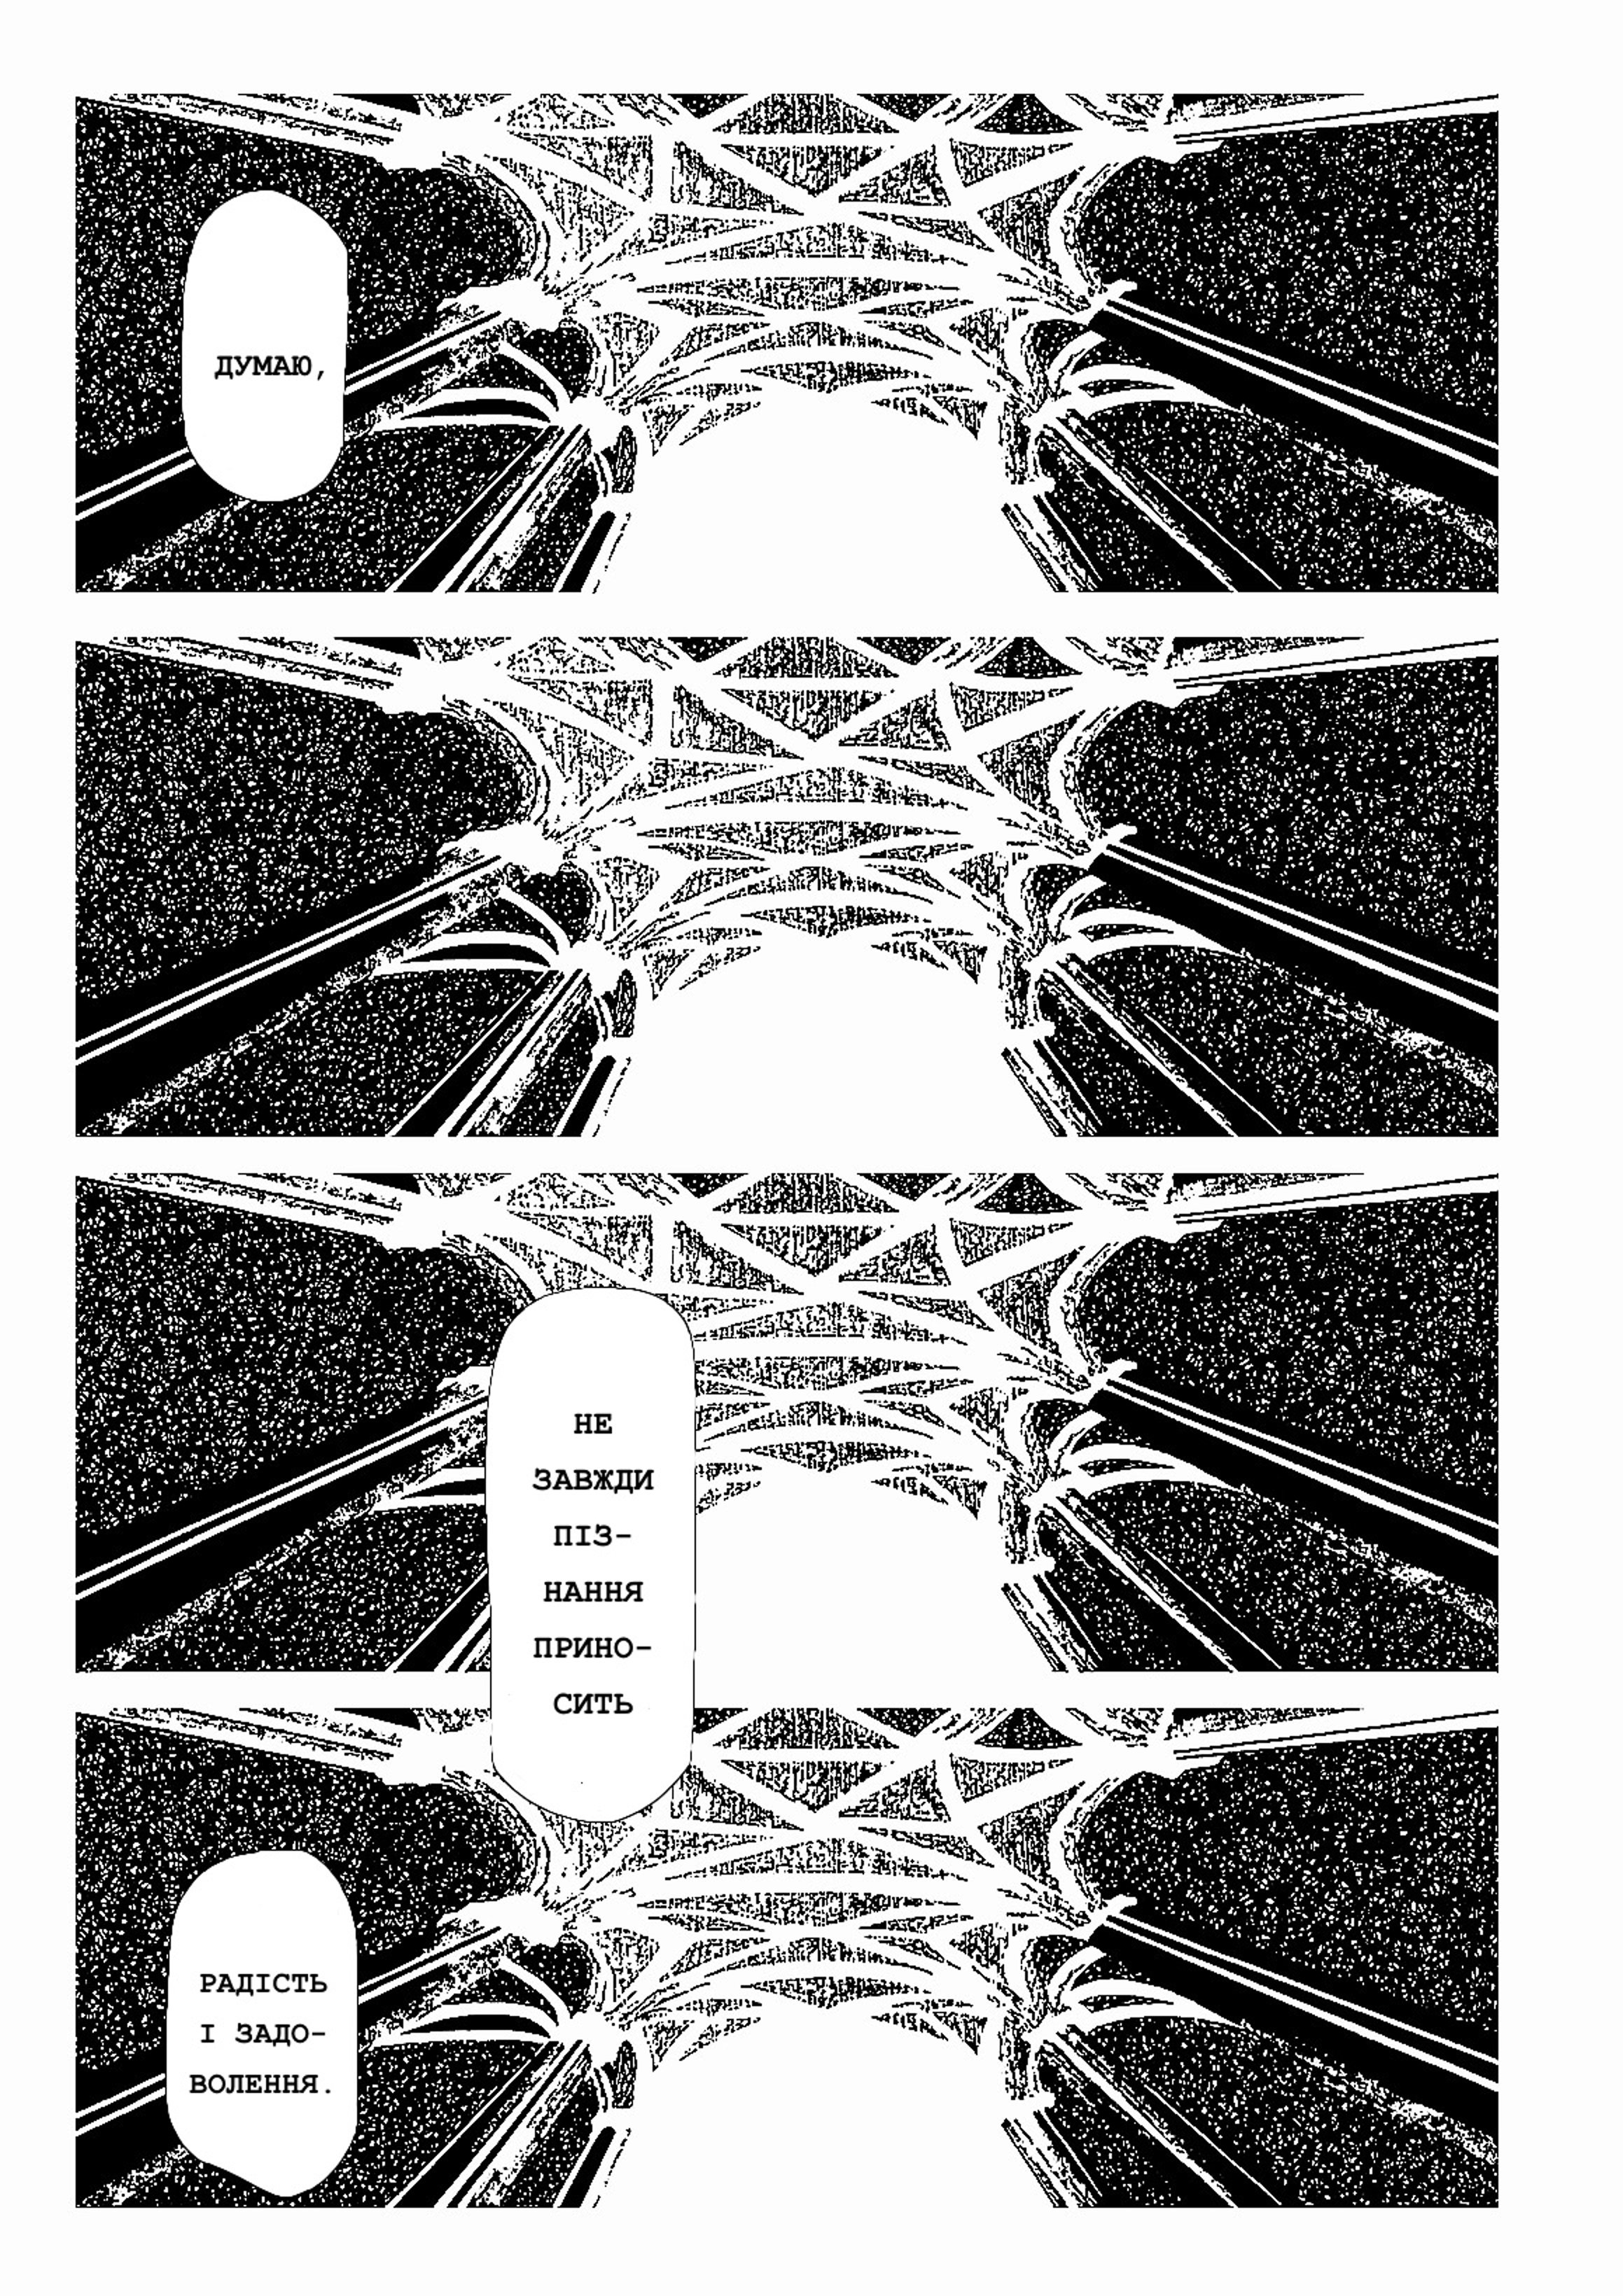 ДУМАЮ,
НЕ
ЗАВЖДИ
ПІЗ-
НАННЯ
ПРИНО-
СИТЬ
РАДІСТЬ
І ЗАДО-
ВОЛЕННЯ.